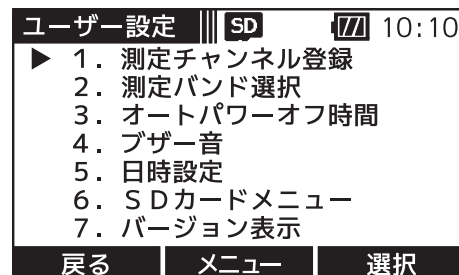 ユーザー設定 SD 10:10
▶ 1. 測定チャンネル登録
2. 測定バンド選択
3. オートパワーオフ時間
4. ブザー音
5. 日時設定
6. SDカードメニュー
7. バージョン表示
戻る メニュー 選択